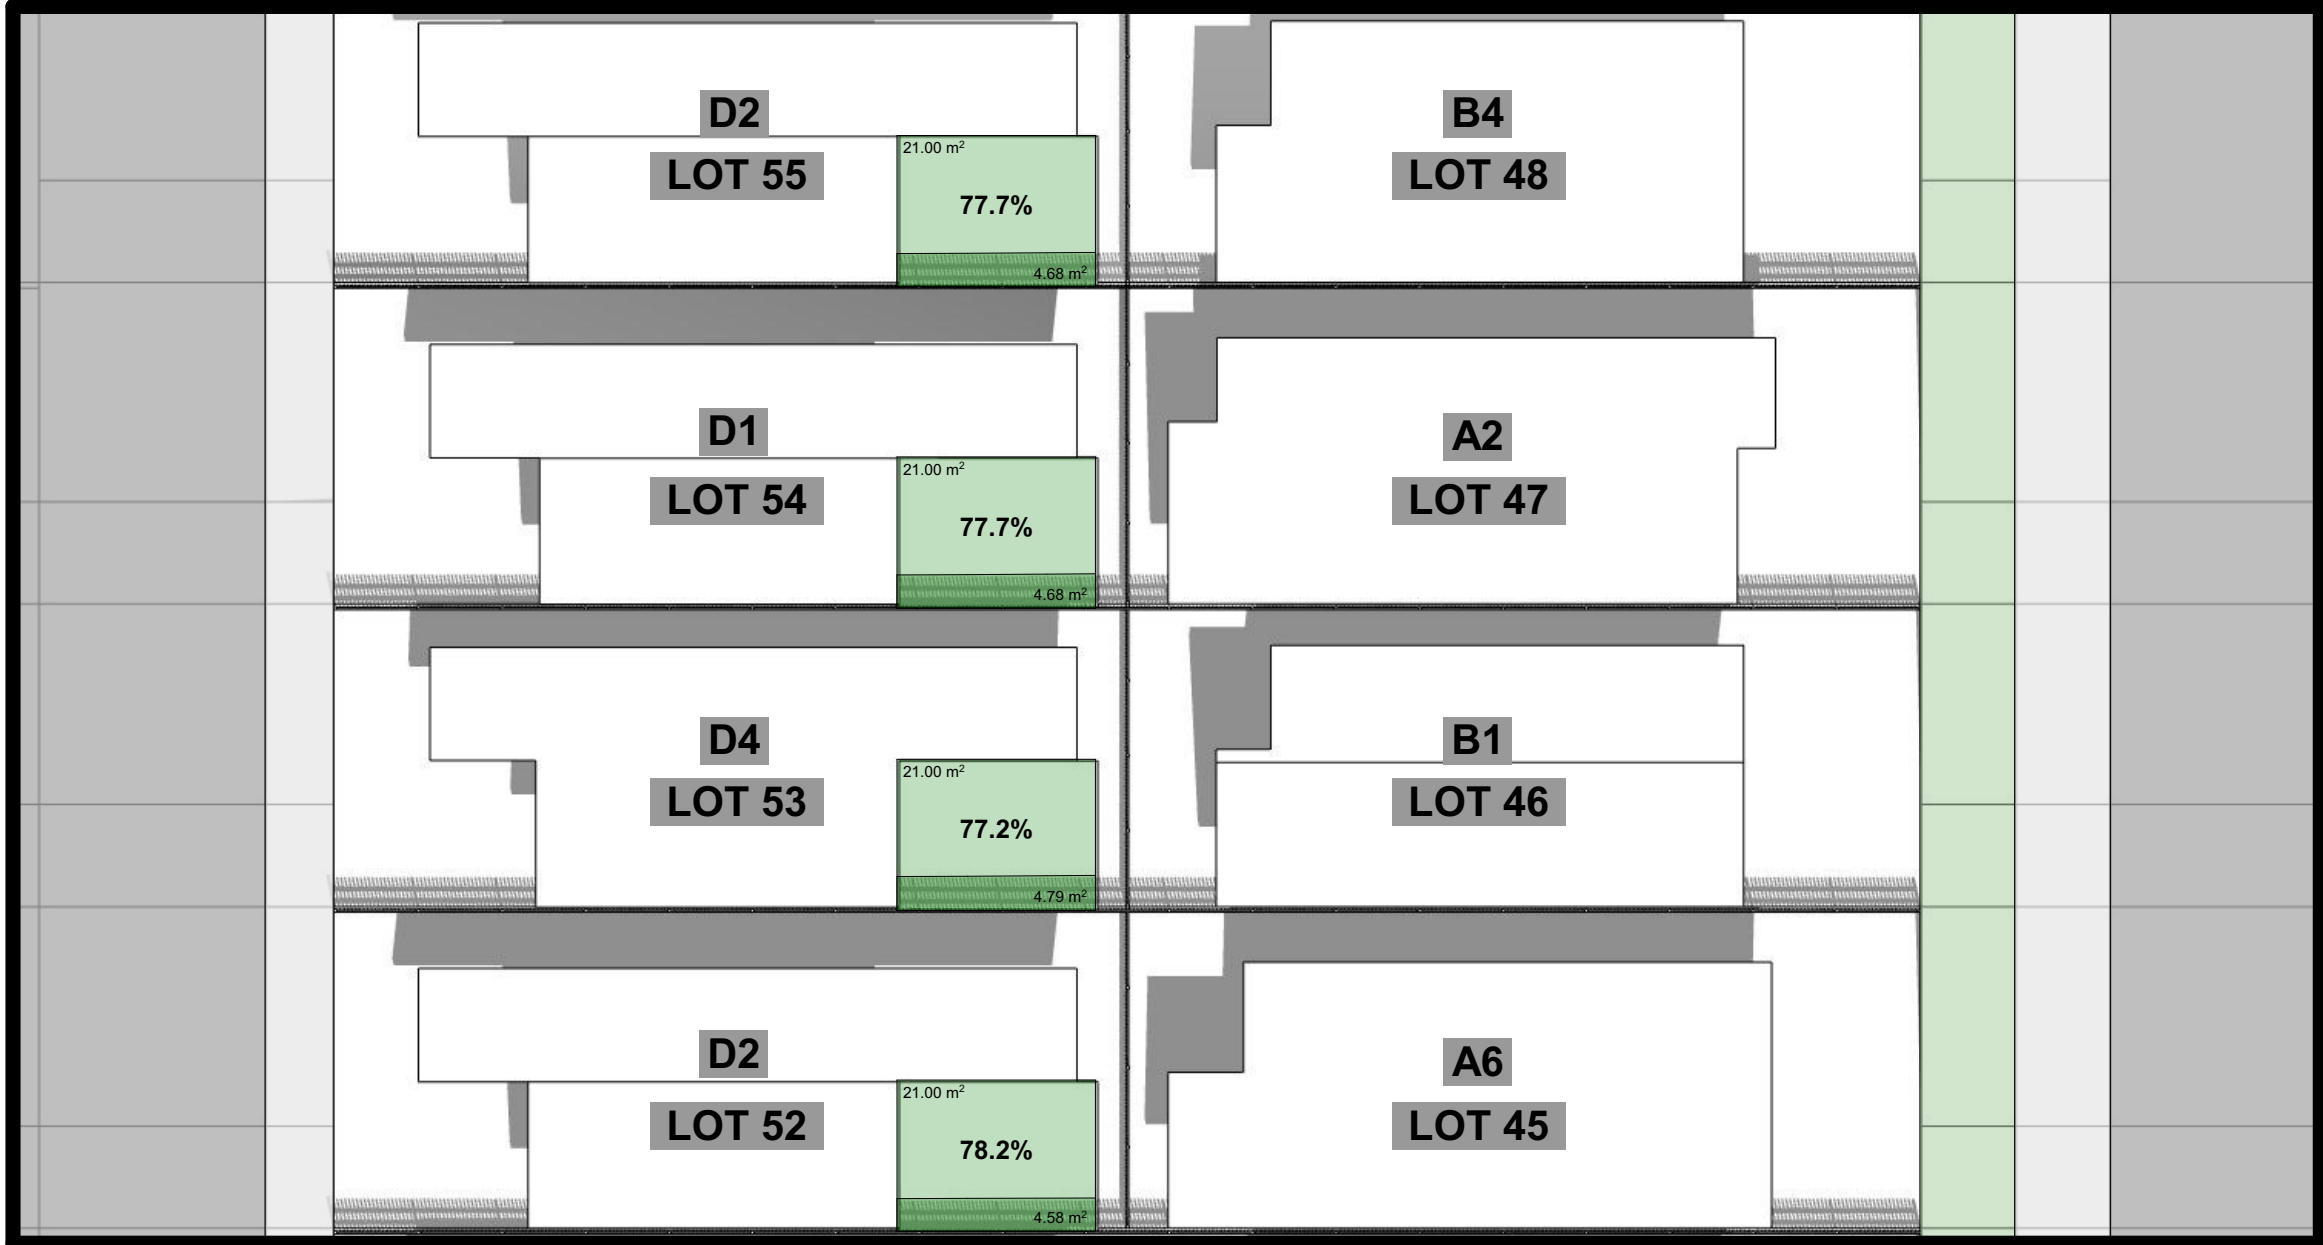 D2
LOT 55
21.00 m²
77.7%
4.68 m²
B4
LOT 48
D1
LOT 54
21.00 m²
77.7%
4.68 m²
A2
LOT 47
D4
LOT 53
21.00 m²
77.2%
4.79 m²
B1
LOT 46
D2
LOT 52
21.00 m²
78.2%
4.58 m²
A6
LOT 45